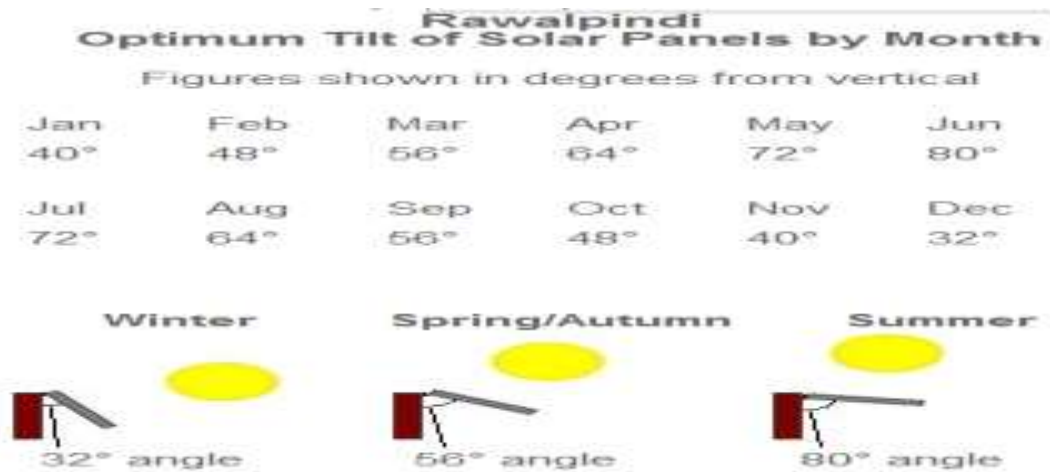 Rawalpindi
Optimum Tilt of Solar Panels by Month
Figures shown in degrees from vertical
Jan Feb Mar Apr May Jun
40° 48° 56° 64° 72° 80°
Jul Aug Sep Oct Nov Dec
72° 64° 56° 48° 40° 32°
Winter Spring/Autumn Summer
32° angle 56° angle 80° angle